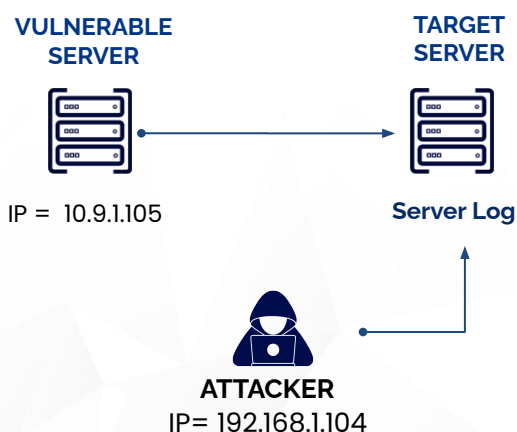 VULNERABLE
SERVER
TARGET
SERVER
IP = 10.9.1.105
Server Log
ATTACKER
IP= 192.168.1.104